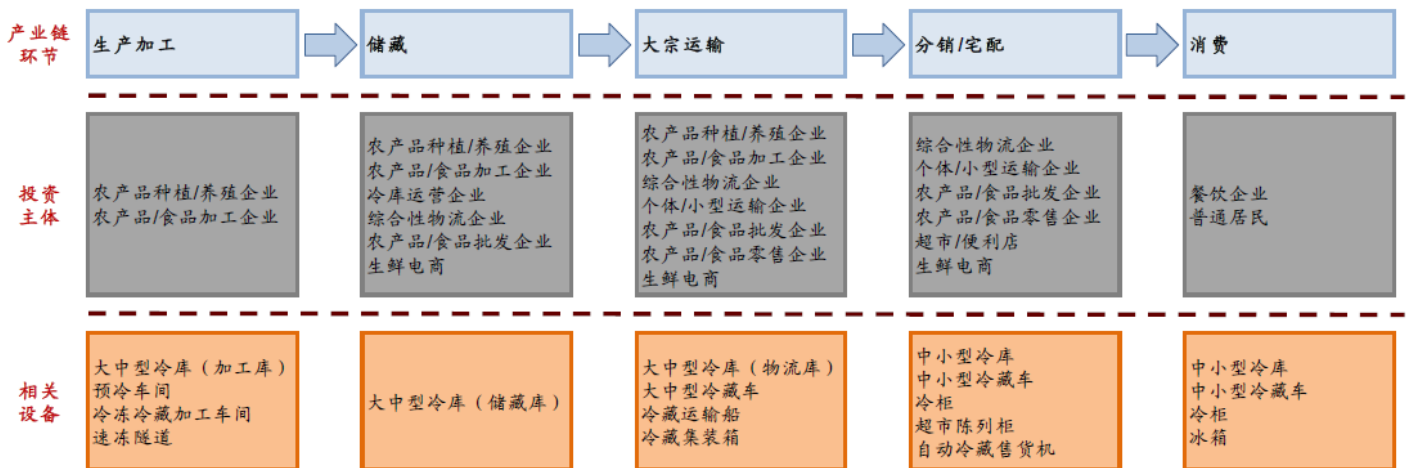 产业链
环节
生产加工
储藏
大宗运输
分销/宅配
消费
投资
主体
农产品种植/养殖企业
农产品/食品加工企业
农产品种植/养殖企业
农产品/食品加工企业
冷库运营企业
综合性物流企业
农产品/食品批发企业
生鲜电商
农产品种植/养殖企业
农产品/食品加工企业
综合性物流企业
个体/小型运输企业
农产品/食品批发企业
农产品/食品零售企业
生鲜电商
综合性物流企业
个体/小型运输企业
农产品/食品批发企业
农产品/食品零售企业
超市/便利店
生鲜电商
餐饮企业
普通居民
相关
设备
大中型冷库（加工库）
预冷车间
冷冻冷藏加工车间
速冻隧道
大中型冷库（储藏库）
大中型冷库（物流库）
大中型冷藏车
冷藏运输船
冷藏集装箱
中小型冷库
中小型冷藏车
冷柜
超市陈列柜
自动冷藏售货机
中小型冷库
中小型冷藏车
冷柜
冰箱